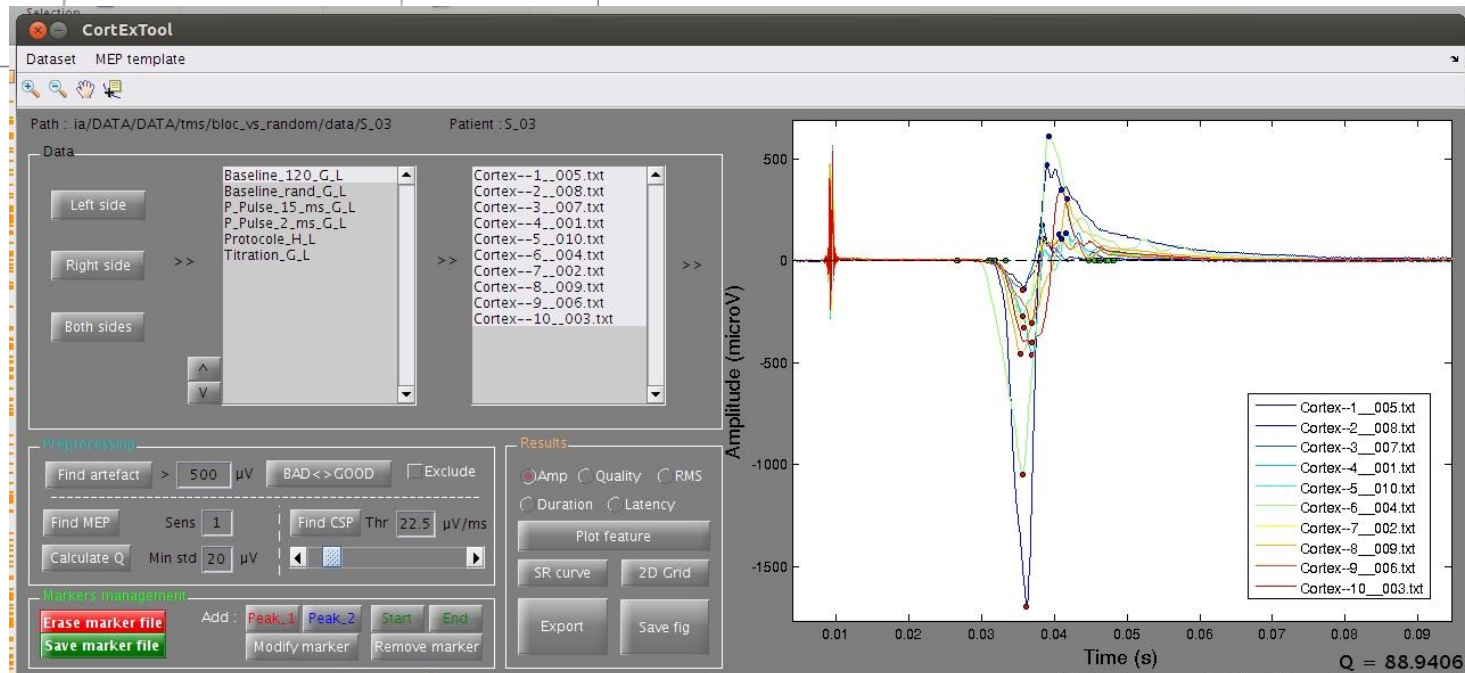 Selection
CortExTool
Dataset MEP template
Path : ia/DATA/DATA/tms/bloc_vs_random/data/S_03 Patient : S_03
Data
Left side
Right side
Both sides
>>
^
V
Baseline_120_G_L
Baseline_rand_G_L
P_Pulse_15_ms_G_L
P_Pulse_2_ms_G_L
Protocole_H_L
Titration_G_L
>>
Cortex--1__005.txt
Cortex--2__008.txt
Cortex--3__007.txt
Cortex--4__001.txt
Cortex--5__010.txt
Cortex--6__004.txt
Cortex--7__002.txt
Cortex--8__009.txt
Cortex--9__006.txt
Cortex--10__003.txt
>>
Preprocessing
Find artefact > 500 µV BAD<>GOOD Exclude
Find MEP Sens 1 Find CSP Thr 22.5 µV/ms
Calculate Q Min std 20 µV
Markers management
Erase marker file Add : Peak_1 Peak_2 Start End
Save marker file Modify marker Remove marker
Results
Amp Quality RMS
Duration Latency
Plot feature
SR curve 2D Grid
Export Save fig
Amplitude (microV)
500
0
-500
-1000
-1500
Cortex--1__005.txt
Cortex--2__008.txt
Cortex--3__007.txt
Cortex--4__001.txt
Cortex--5__010.txt
Cortex--6__004.txt
Cortex--7__002.txt
Cortex--8__009.txt
Cortex--9__006.txt
Cortex--10__003.txt
0.01 0.02 0.03 0.04 0.05 0.06 0.07 0.08 0.09
Time (s)
Q = 88.9406